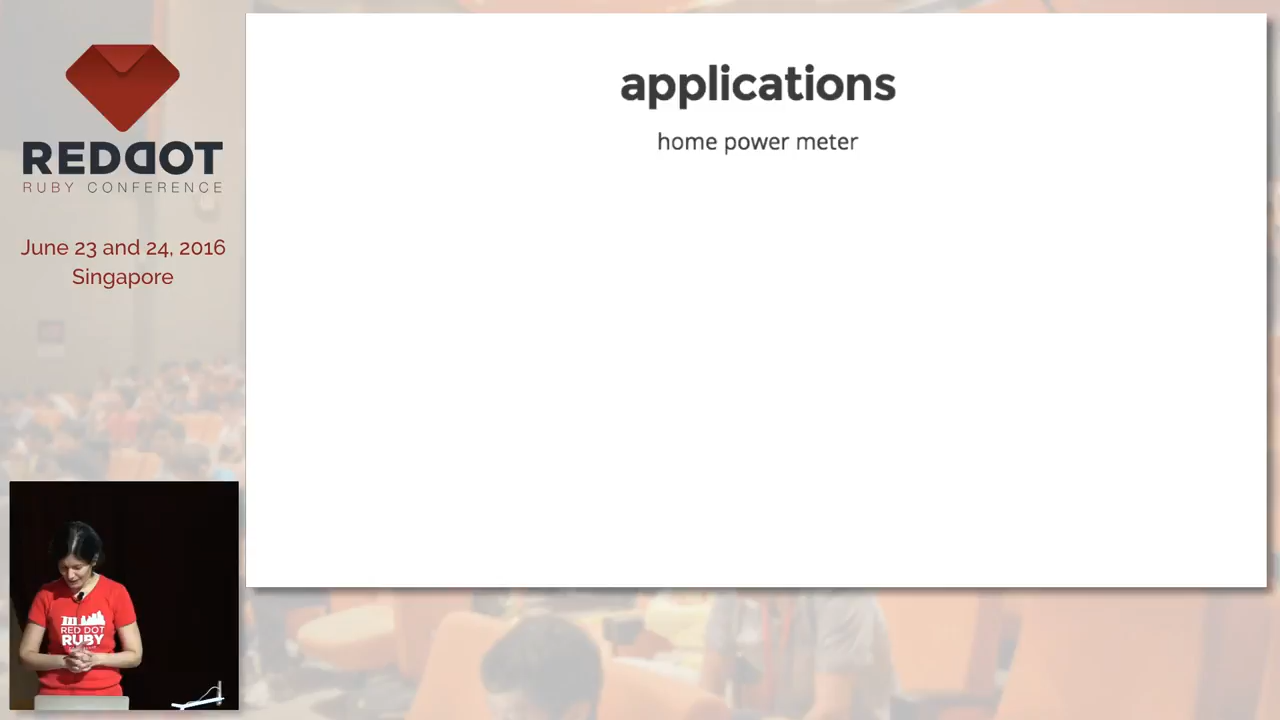 REDDOT
RUBY CONFERENCE
June 23 and 24, 2016
Singapore
applications
home power meter
RED DOT
RUBY